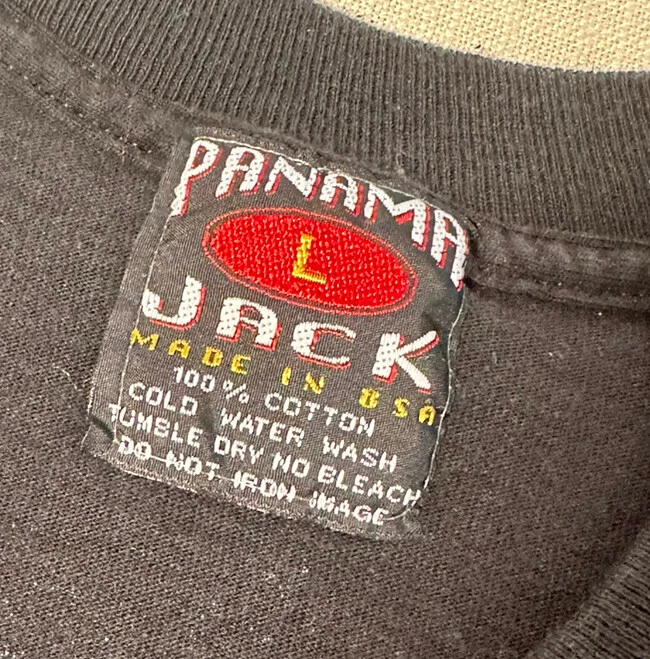 PANAMA
L
JACK
MADE IN USA
100% COTTON
COLD WATER WASH
TUMBLE DRY NO BLEACH
DO NOT IRON IMAGE